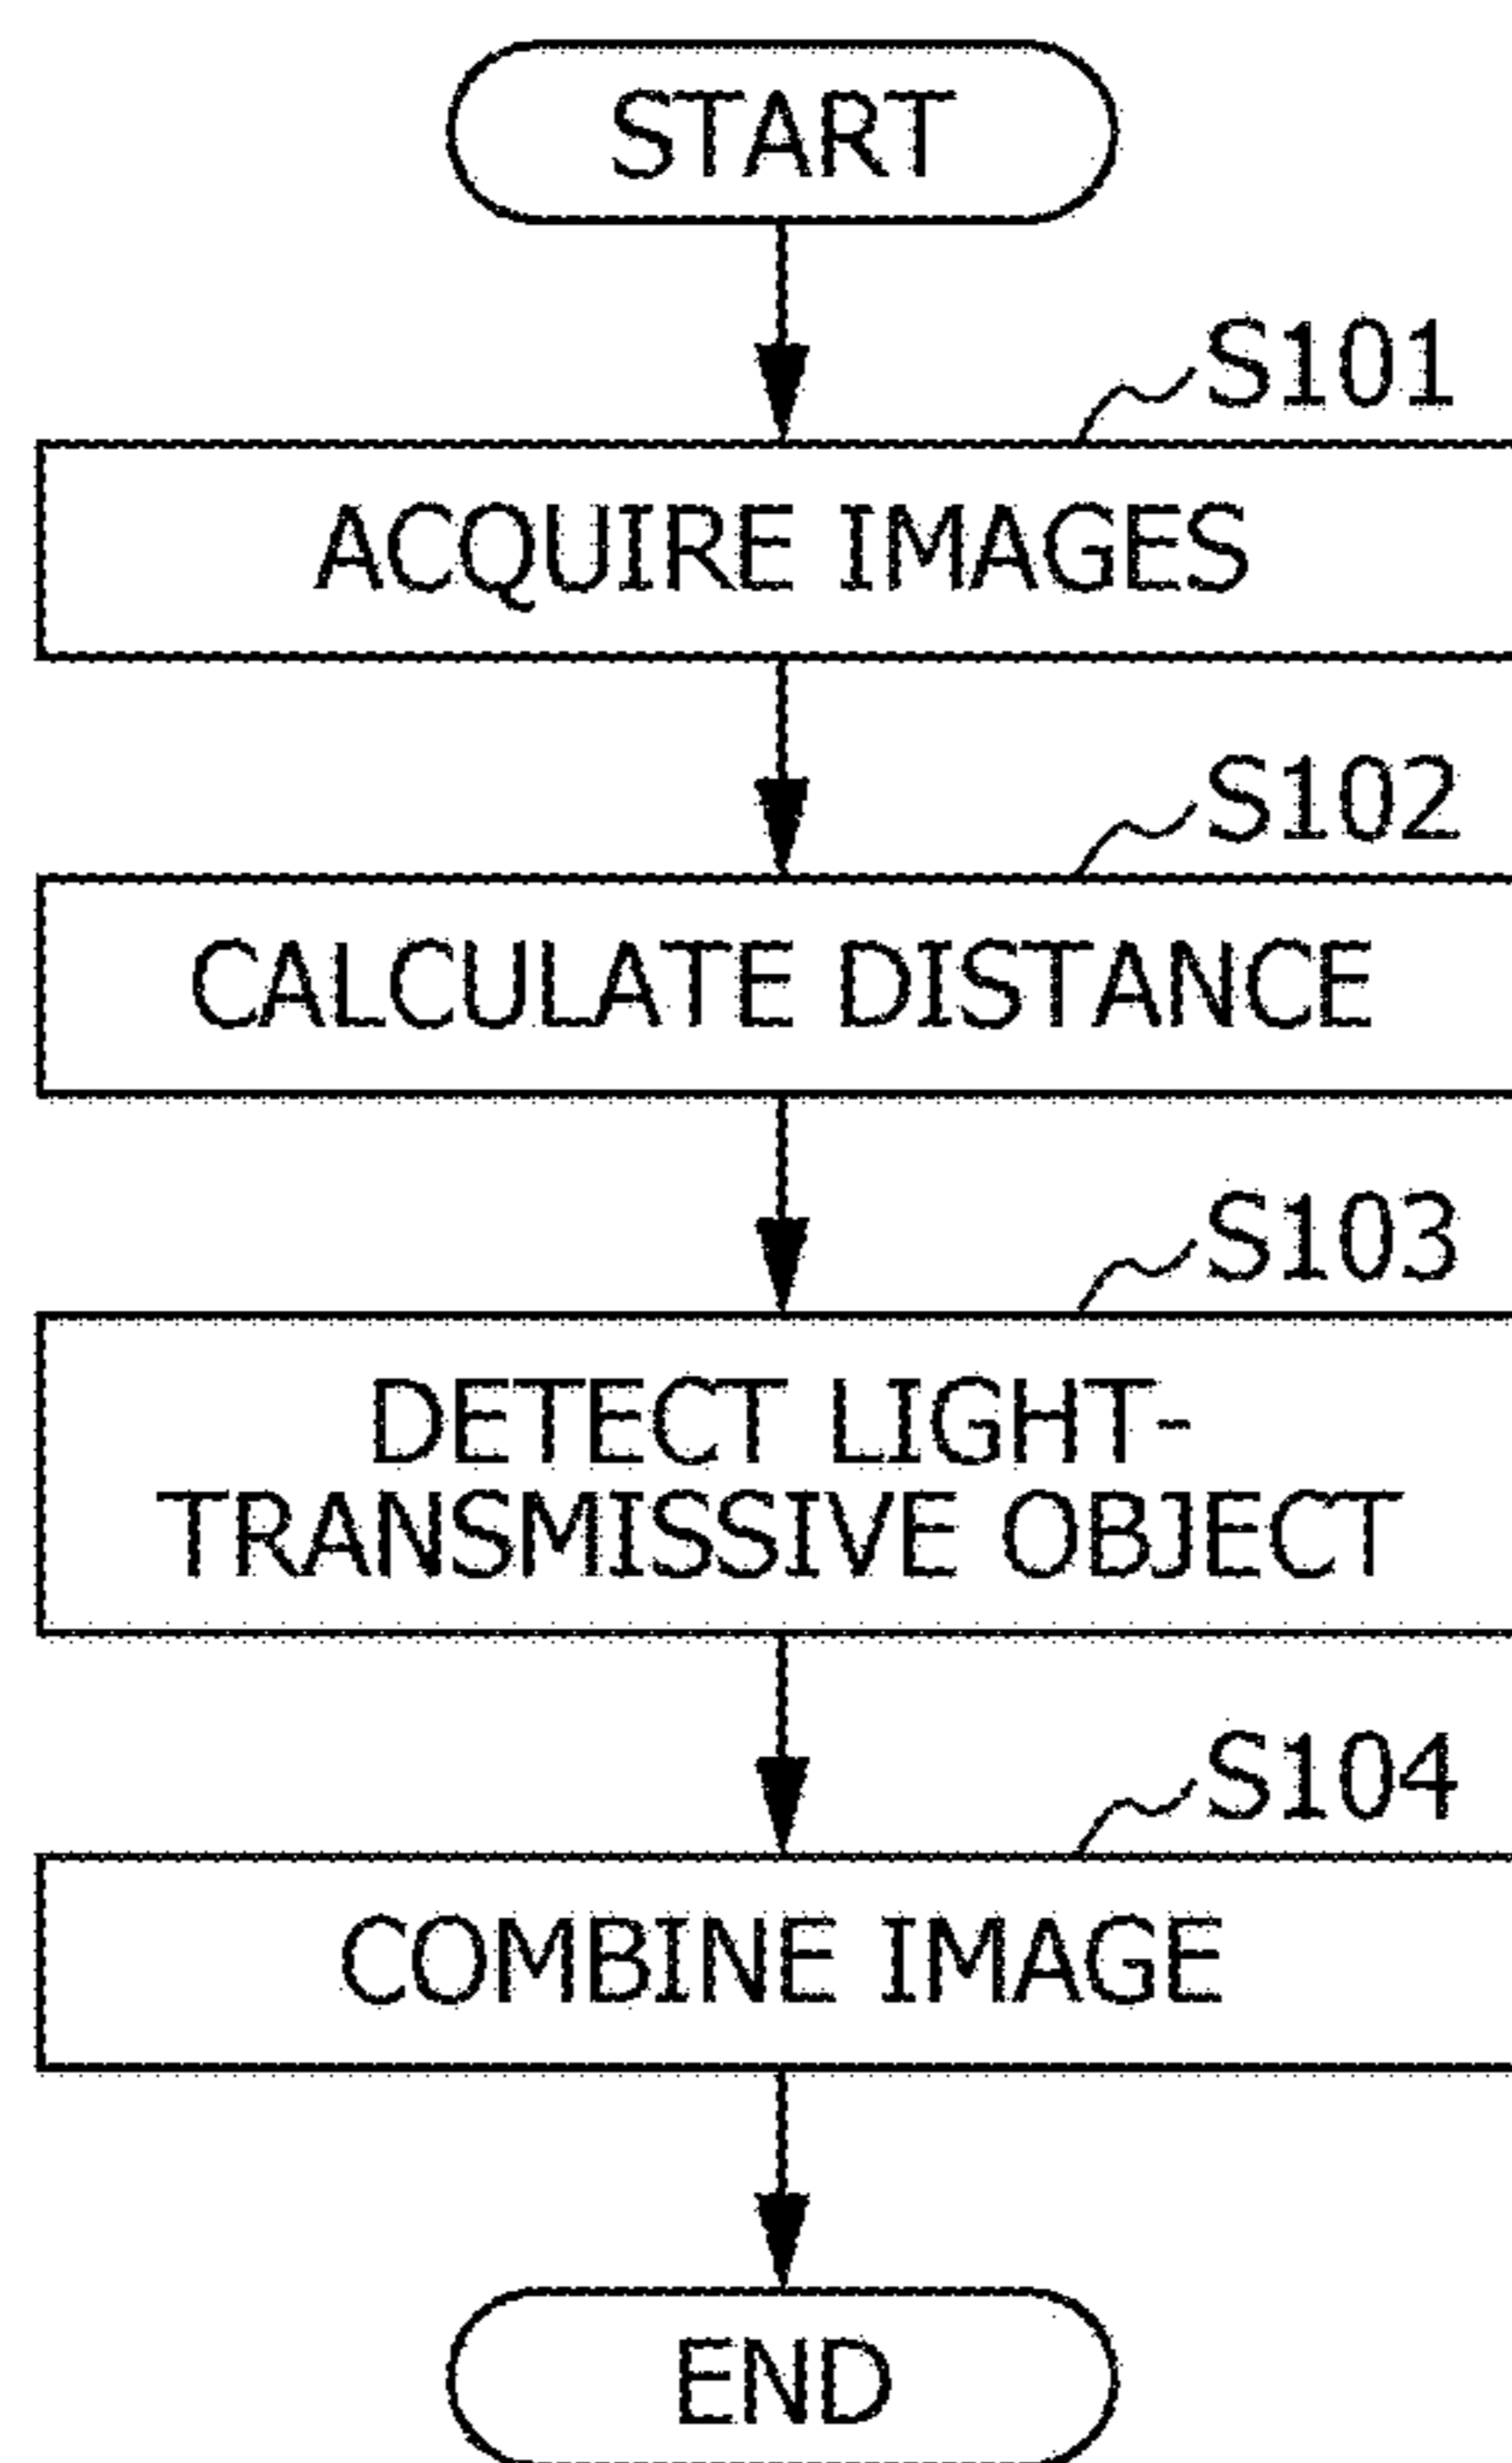 START
S101
ACQUIRE IMAGES
S102
CALCULATE DISTANCE
S103
DETECT LIGHT-
TRANSMISSIVE OBJECT
S104
COMBINE IMAGE
END